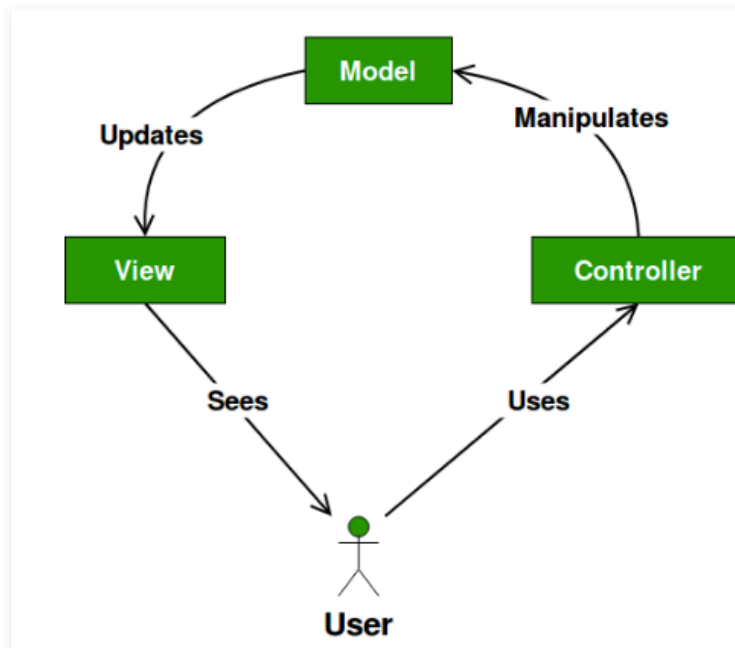 Model
Manipulates
Updates
View
Controller
Sees
Uses
User